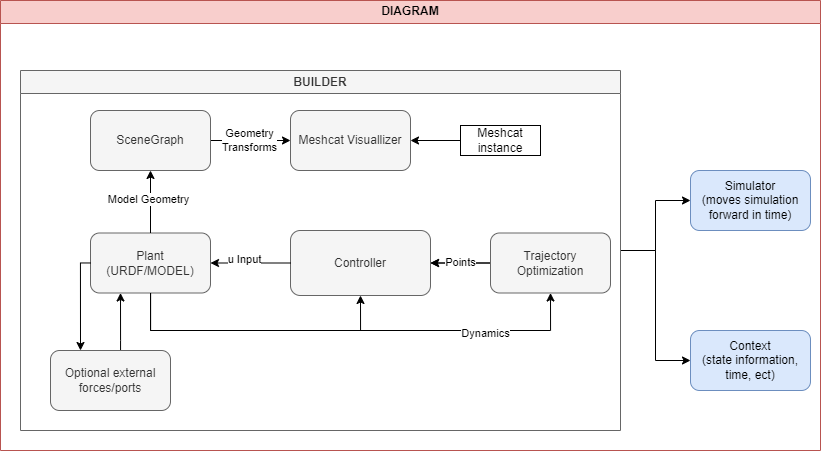 DIAGRAM
BUILDER
SceneGraph
Geometry
Transforms
Meshcat Visuallizer
Meshcat
instance
Model Geometry
Simulator
(moves simulation
forward in time)
Plant
(URDF/MODEL)
u Input
Controller
Points
Trajectory
Optimization
Dynamics
Optional external
forces/ports
Context
(state information,
time, ect)